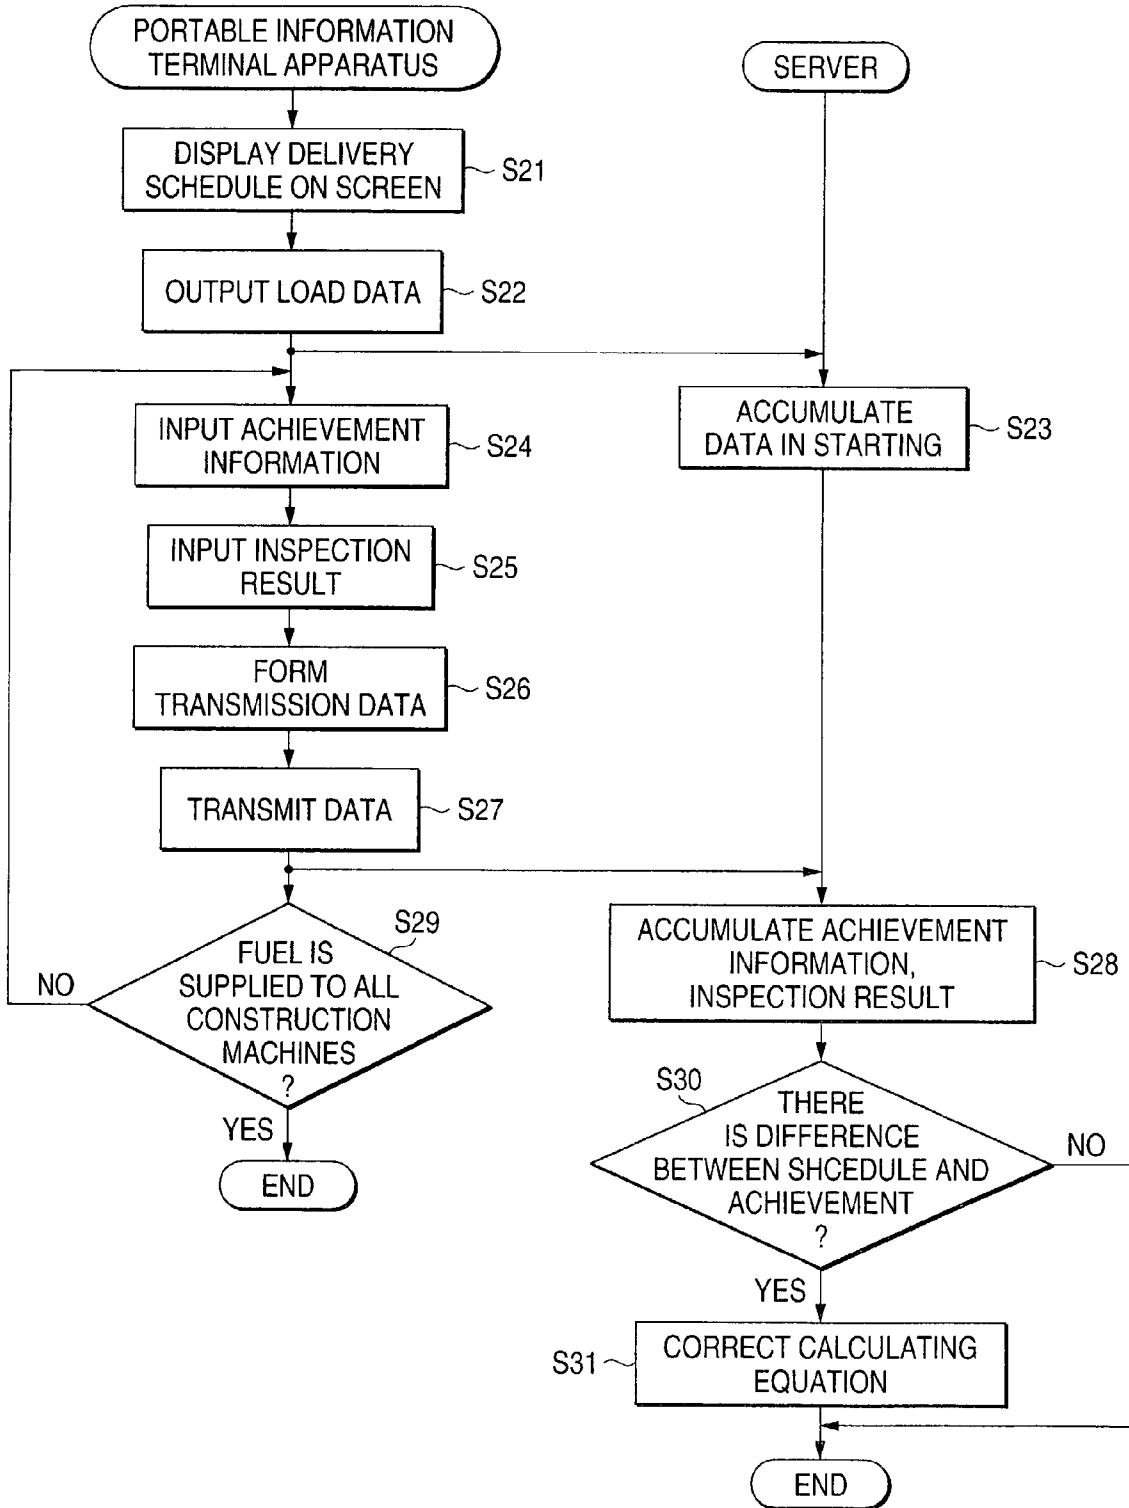 PORTABLE INFORMATION
TERMINAL APPARATUS
SERVER
DISPLAY DELIVERY
SCHEDULE ON SCREEN
S21
OUTPUT LOAD DATA
S22
ACCUMULATE
DATA IN STARTING
S23
INPUT ACHIEVEMENT
INFORMATION
S24
INPUT INSPECTION
RESULT
S25
FORM
TRANSMISSION DATA
S26
TRANSMIT DATA
S27
S29
FUEL IS
SUPPLIED TO ALL
CONSTRUCTION
MACHINES
?
NO
YES
END
ACCUMULATE ACHIEVEMENT
INFORMATION,
INSPECTION RESULT
S28
S30
THERE
IS DIFFERENCE
BETWEEN SHCEDULE AND
ACHIEVEMENT
?
NO
YES
S31
CORRECT CALCULATING
EQUATION
END